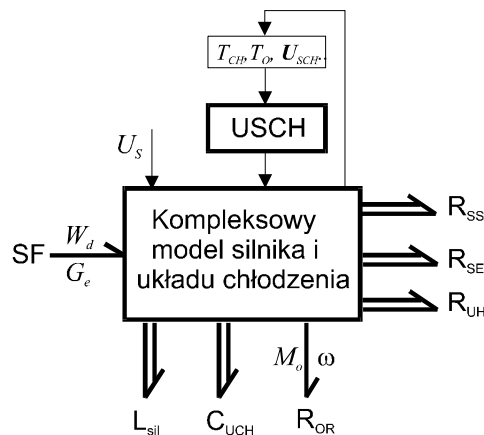 T_CH, T_O, U_SCH..
USCH
U_S
Kompleksowy
model silnika i
układu chłodzenia
SF
W_d
G_e
R_SS
R_SE
R_UH
M_o ω
L_sil
C_UCH
R_OR